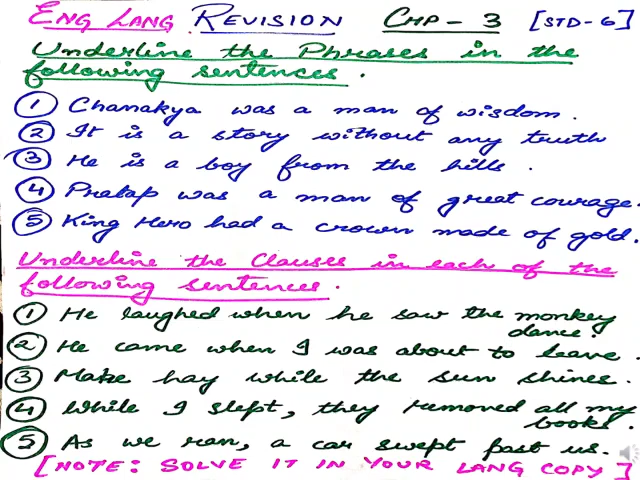 ENG LANG REVISION CHP - 3 [STD-6]
Underline the Phrases in the
following sentences.
① Chanakya was a man of wisdom.
② It is a story without any truth
③ He is a boy from the hills.
④ Pratap was a man of great courage.
⑤ King Hero had a crown made of gold.
Underline the Clauses in each of the
following sentences.
① He laughed when he saw the monkey
dance.
② He came when I was about to leave.
③ Make hay while the sun shines.
④ While I slept, they removed all my
books.
⑤ As we ran, a car swept past us.
[NOTE: SOLVE IT IN YOUR LANG COPY]